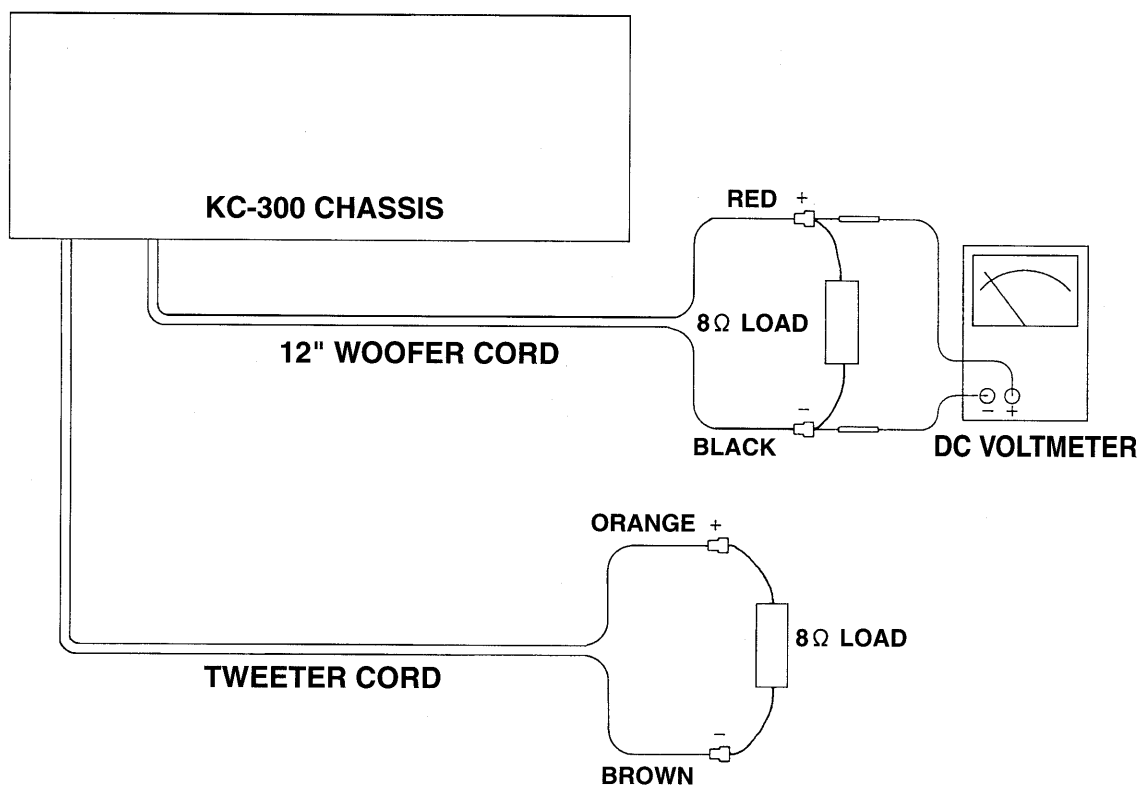 KC-300 CHASSIS
RED +
8Ω LOAD
12" WOOFER CORD
−
BLACK
− +
DC VOLTMETER
ORANGE +
8Ω LOAD
TWEETER CORD
−
BROWN